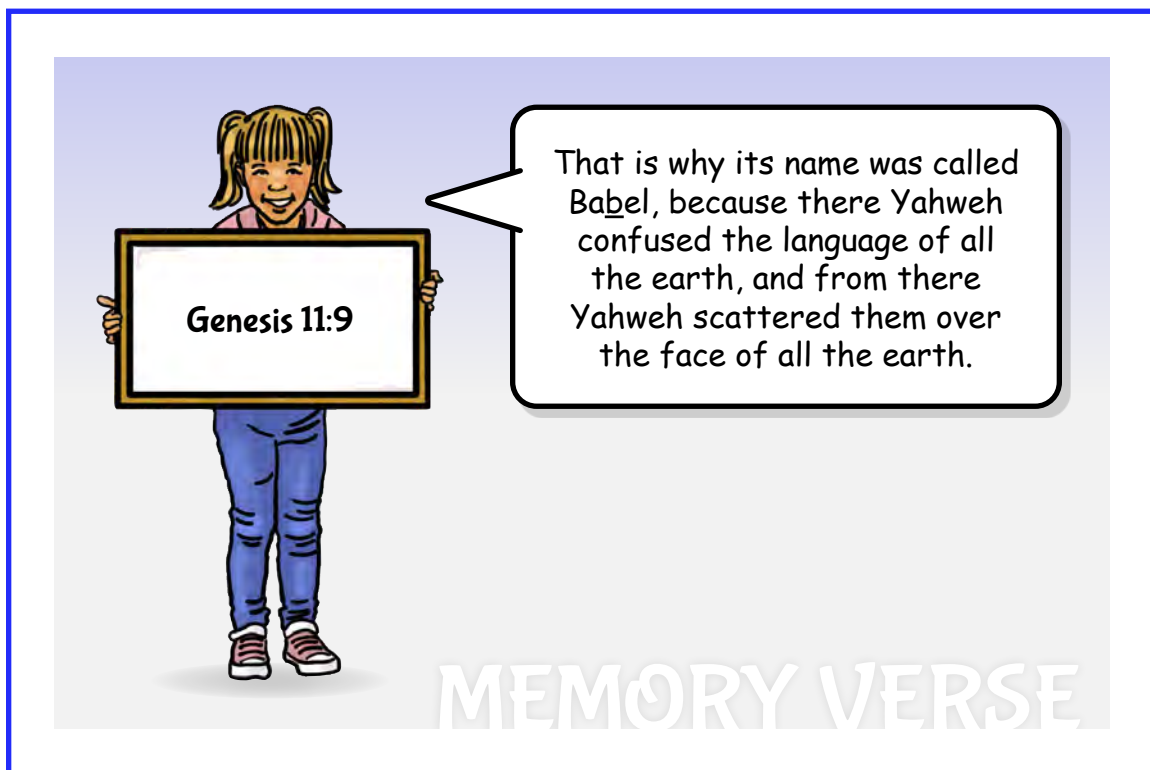 That is why its name was called
Babel, because there Yahweh
confused the language of all
the earth, and from there
Yahweh scattered them over
the face of all the earth.
Genesis 11:9
MEMORY VERSE